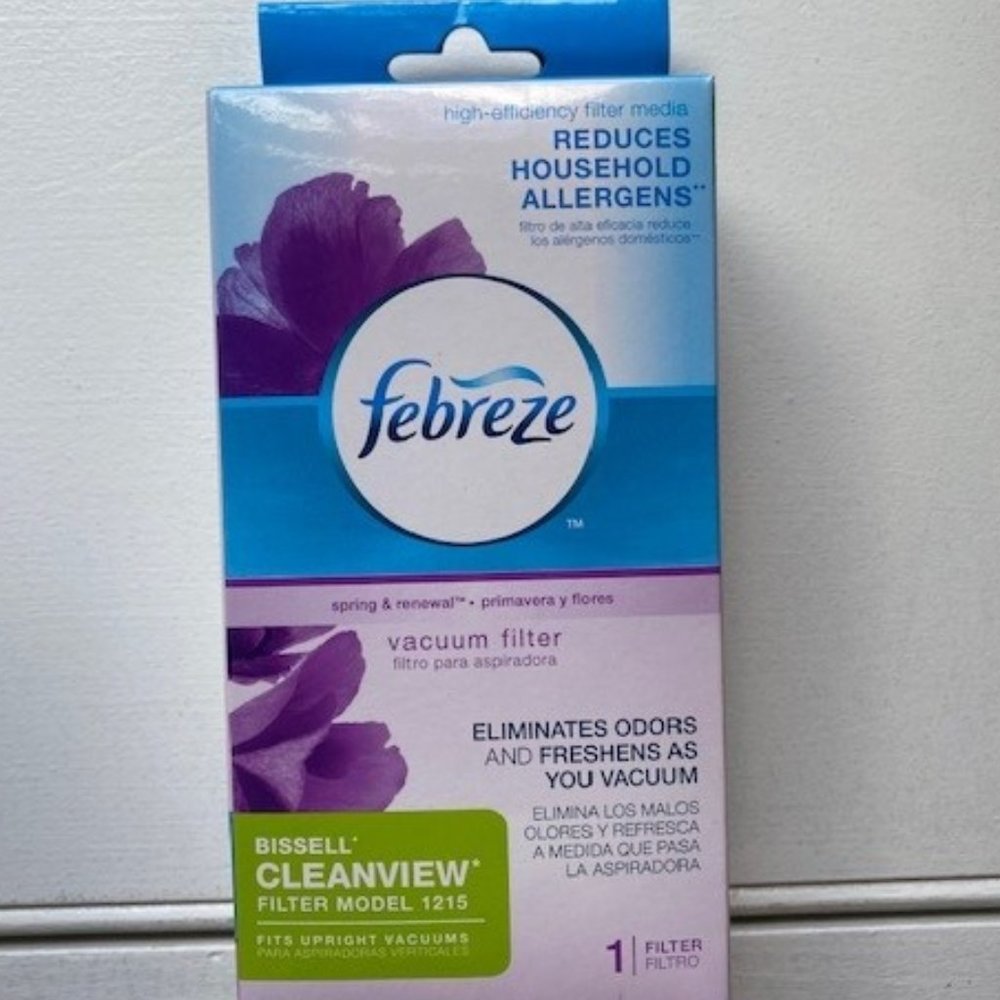 high-efficiency filter media
REDUCES
HOUSEHOLD
ALLERGENS**
filtro de alta eficacia reduce
los alérgenos domésticos**
febreze
TM
spring & renewal™ • primavera y flores
vacuum filter
filtro para aspiradora
ELIMINATES ODORS
AND FRESHENS AS
YOU VACUUM
ELIMINA LOS MALOS
OLORES Y REFRESCA
A MEDIDA QUE PASA
LA ASPIRADORA
BISSELL*
CLEANVIEW*
FILTER MODEL 1215
FITS UPRIGHT VACUUMS
PARA ASPIRADORAS VERTICALES
1 FILTER
FILTRO